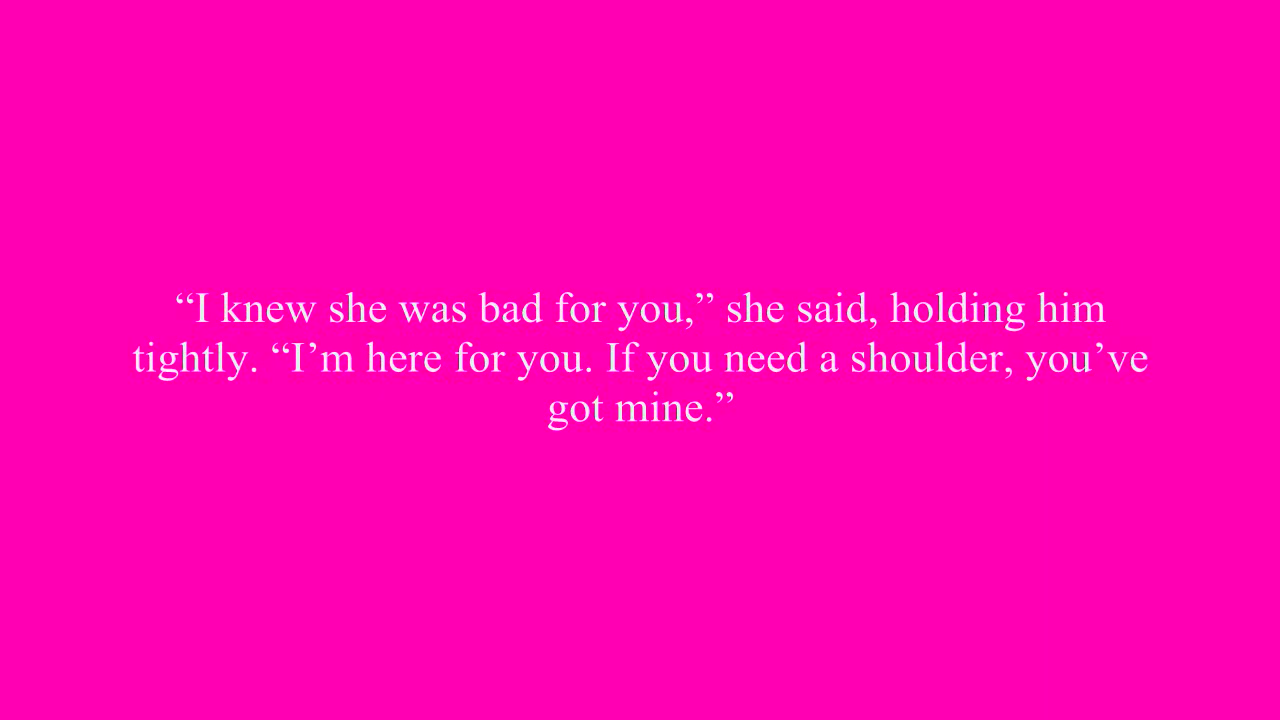 “I knew she was bad for you,” she said, holding him
tightly. “I’m here for you. If you need a shoulder, you’ve
got mine.”